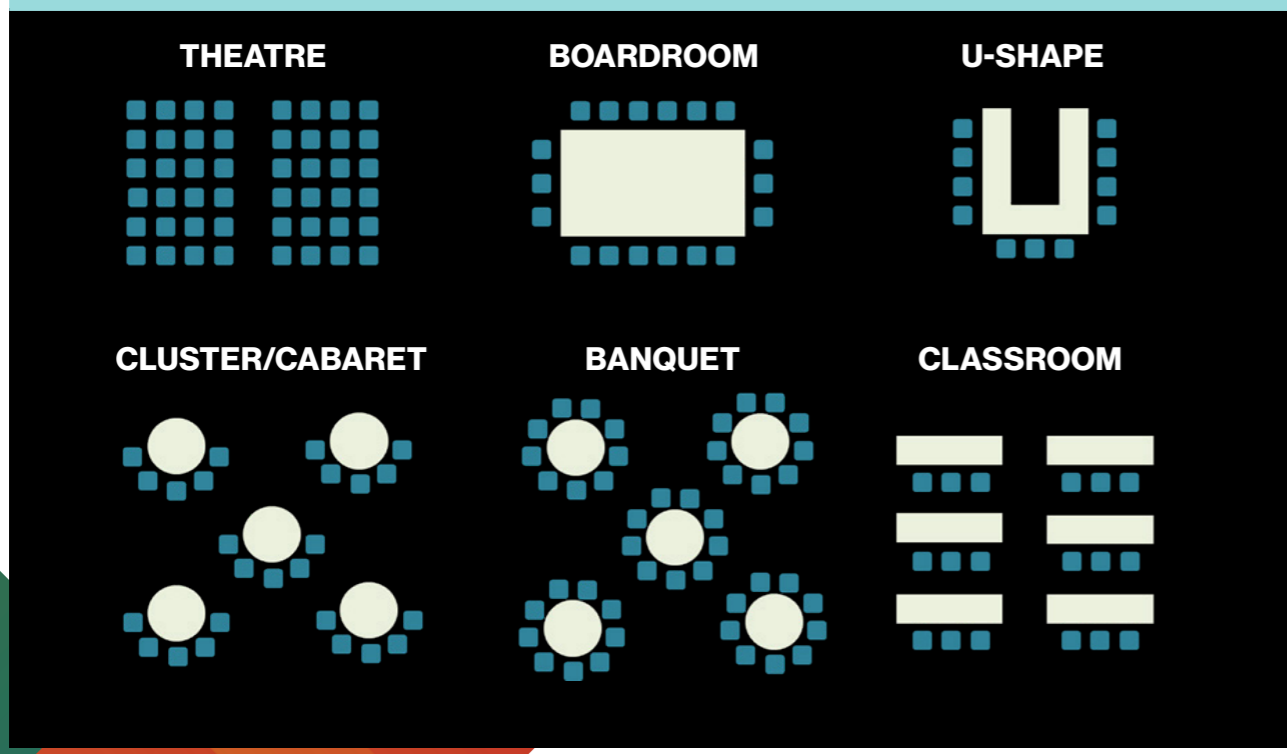 THEATRE
BOARDROOM
U-SHAPE
CLUSTER/CABARET
BANQUET
CLASSROOM